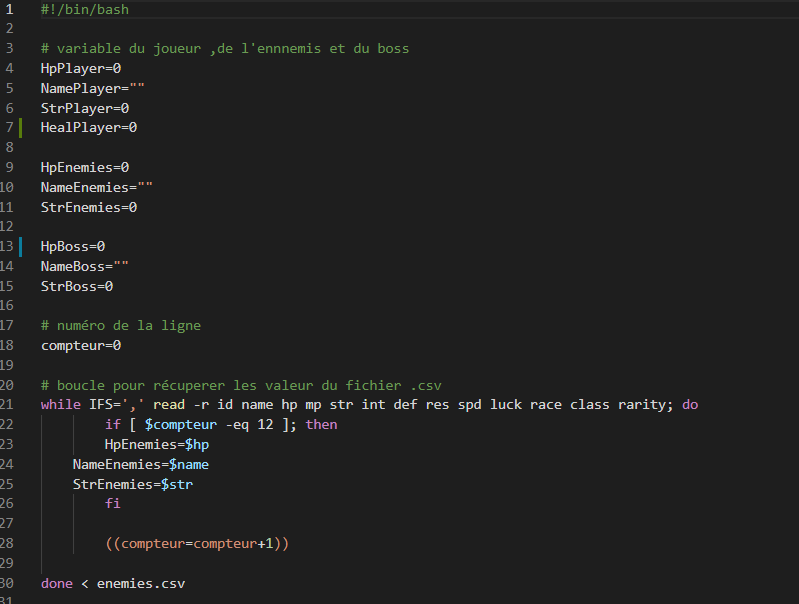 1 #!/bin/bash
2
3 # variable du joueur ,de l'ennnemis et du boss
4 HpPlayer=0
5 NamePlayer=""
6 StrPlayer=0
7 HealPlayer=0
8
9 HpEnemies=0
10 NameEnemies=""
11 StrEnemies=0
12
13 HpBoss=0
14 NameBoss=""
15 StrBoss=0
16
17 # numéro de la ligne
18 compteur=0
19
20 # boucle pour récuperer les valeur du fichier .csv
21 while IFS=',' read -r id name hp mp str int def res spd luck race class rarity; do
22         if [ $compteur -eq 12 ]; then
23         HpEnemies=$hp
24     NameEnemies=$name
25     StrEnemies=$str
26         fi
27
28         ((compteur=compteur+1))
29
30 done < enemies.csv
31